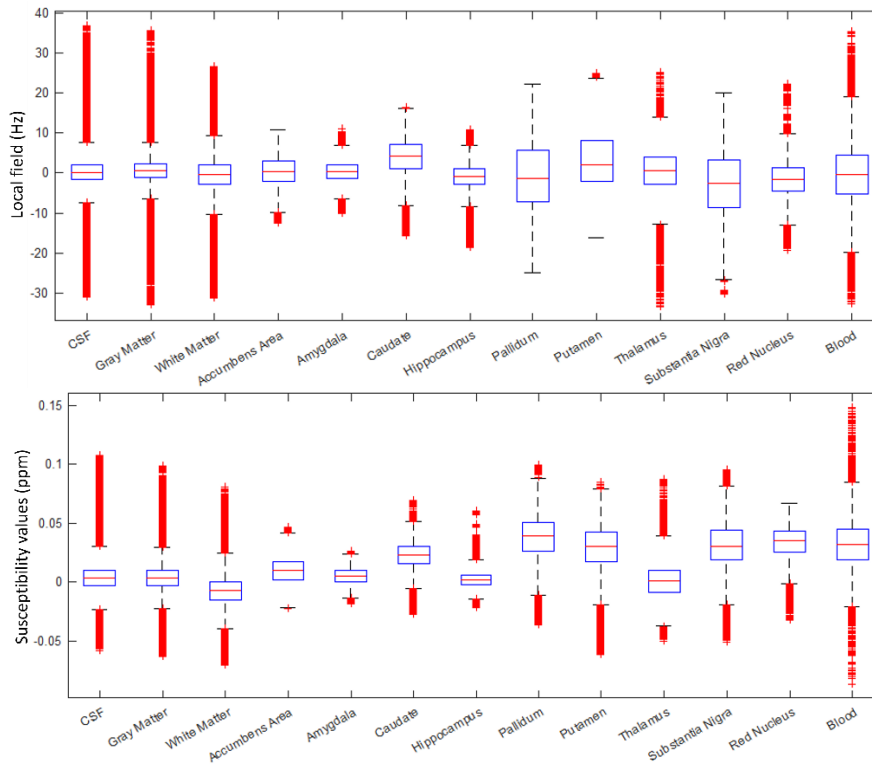 40
30
20
10
0
-10
-20
-30
Local field (Hz)
CSF
Gray Matter
White Matter
Accumbens Area
Amygdala
Caudate
Hippocampus
Pallidum
Putamen
Thalamus
Substantia Nigra
Red Nucleus
Blood
0.15
0.1
0.05
0
-0.05
Susceptibility values (ppm)
CSF
Gray Matter
White Matter
Accumbens Area
Amygdala
Caudate
Hippocampus
Pallidum
Putamen
Thalamus
Substantia Nigra
Red Nucleus
Blood